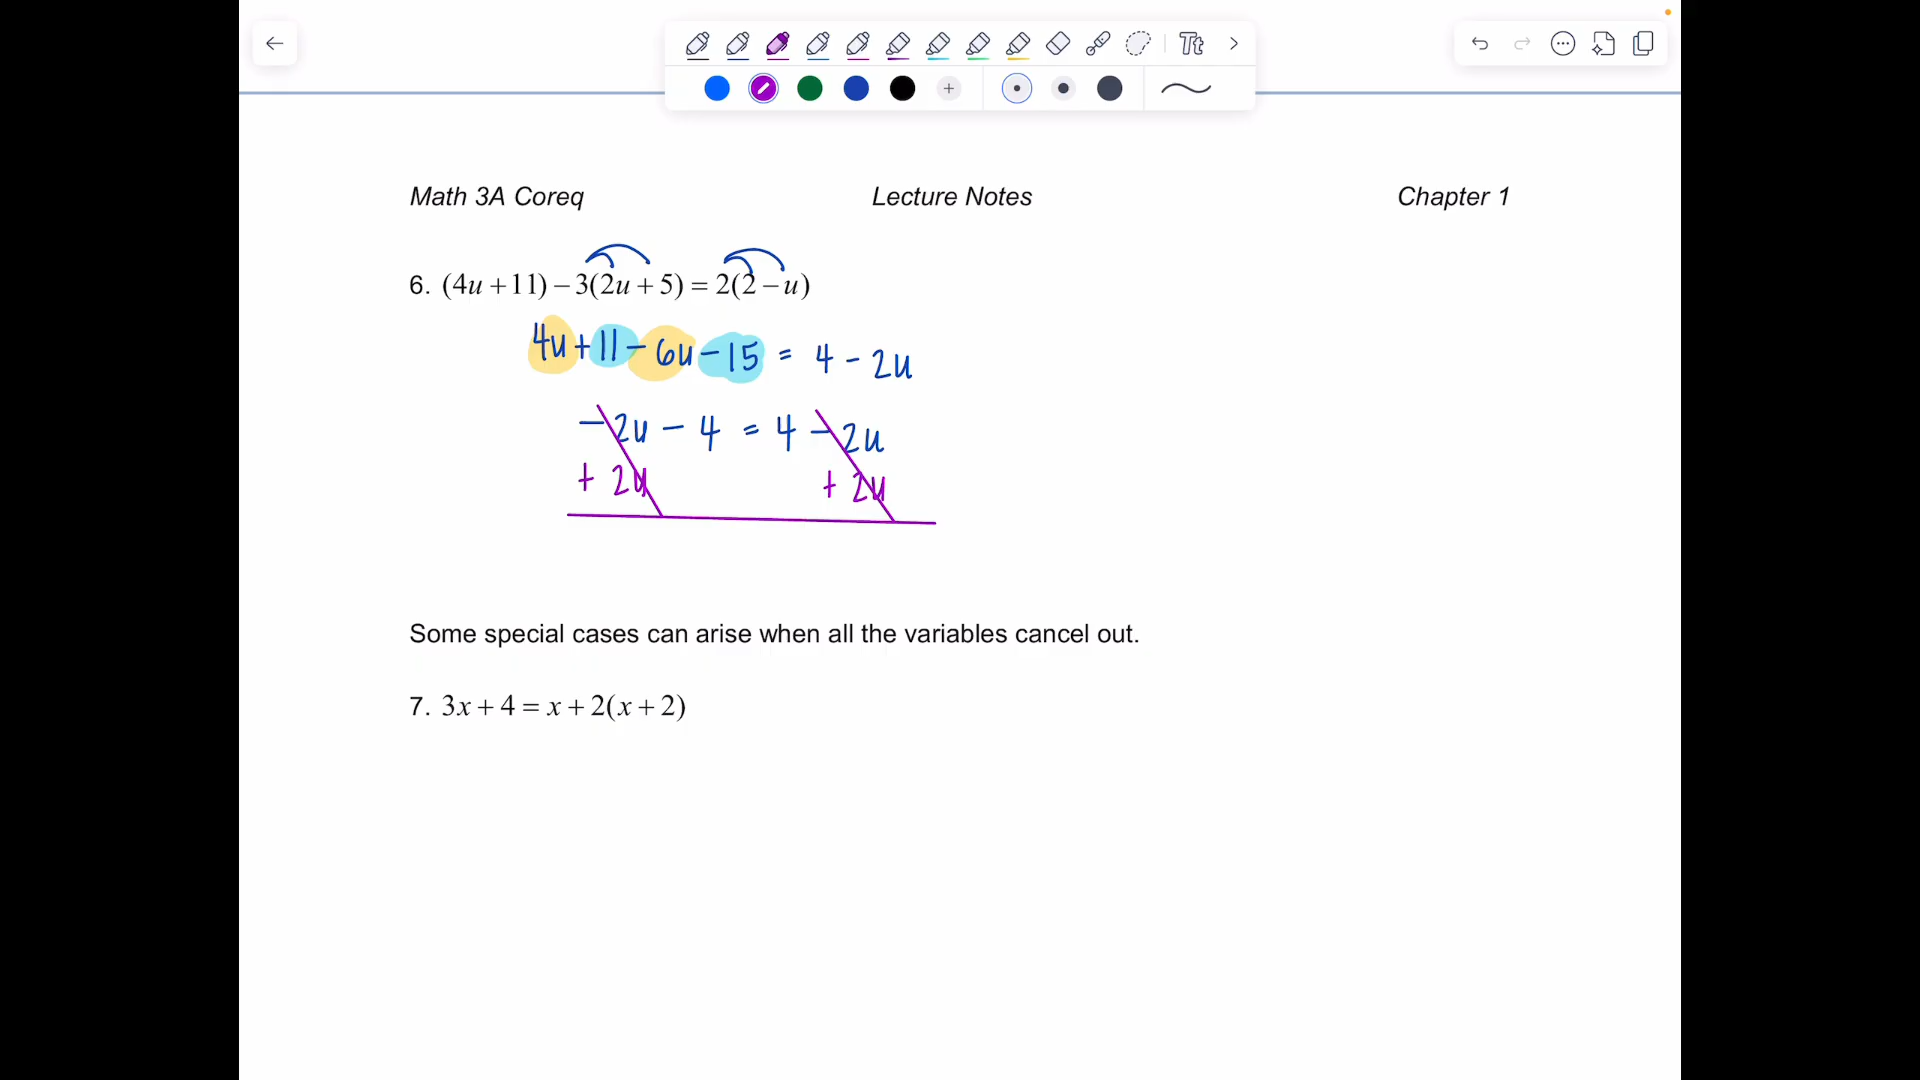 Tt
Math 3A Coreq Lecture Notes Chapter 1
6. (4u + 11) − 3(2u + 5) = 2(2 − u)
4u + 11 − 6u − 15 = 4 − 2u
− 2u − 4 = 4 − 2u
+ 2u + 2u
Some special cases can arise when all the variables cancel out.
7. 3x + 4 = x + 2(x + 2)